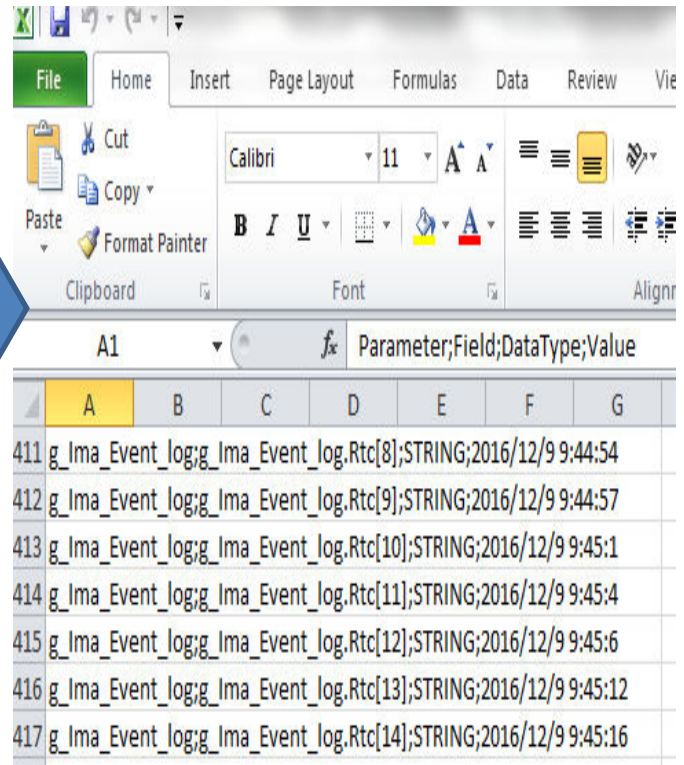 File Home Insert Page Layout Formulas Data Review Vie
Cut
Copy
Paste
Format Painter
Calibri 11 A A
B I U A
Clipboard Font Alignn
A1 fx Parameter;Field;DataType;Value
A B C D E F G
411 g_Ima_Event_log;g_Ima_Event_log.Rtc[8];STRING;2016/12/9 9:44:54
412 g_Ima_Event_log;g_Ima_Event_log.Rtc[9];STRING;2016/12/9 9:44:57
413 g_Ima_Event_log;g_Ima_Event_log.Rtc[10];STRING;2016/12/9 9:45:1
414 g_Ima_Event_log;g_Ima_Event_log.Rtc[11];STRING;2016/12/9 9:45:4
415 g_Ima_Event_log;g_Ima_Event_log.Rtc[12];STRING;2016/12/9 9:45:6
416 g_Ima_Event_log;g_Ima_Event_log.Rtc[13];STRING;2016/12/9 9:45:12
417 g_Ima_Event_log;g_Ima_Event_log.Rtc[14];STRING;2016/12/9 9:45:16